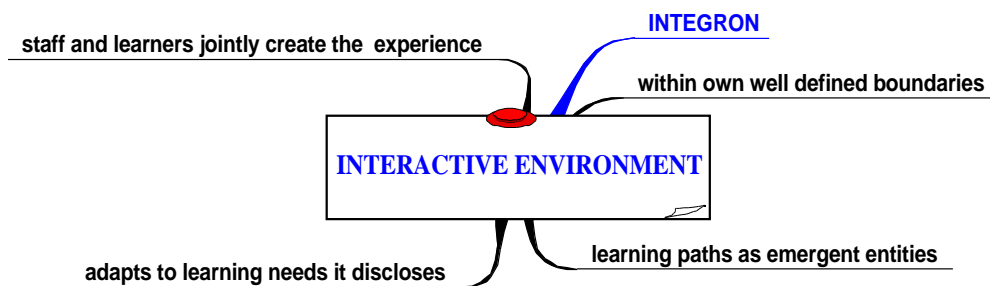 INTEGRON
staff and learners jointly create the experience
within own well defined boundaries
INTERACTIVE ENVIRONMENT
learning paths as emergent entities
adapts to learning needs it discloses